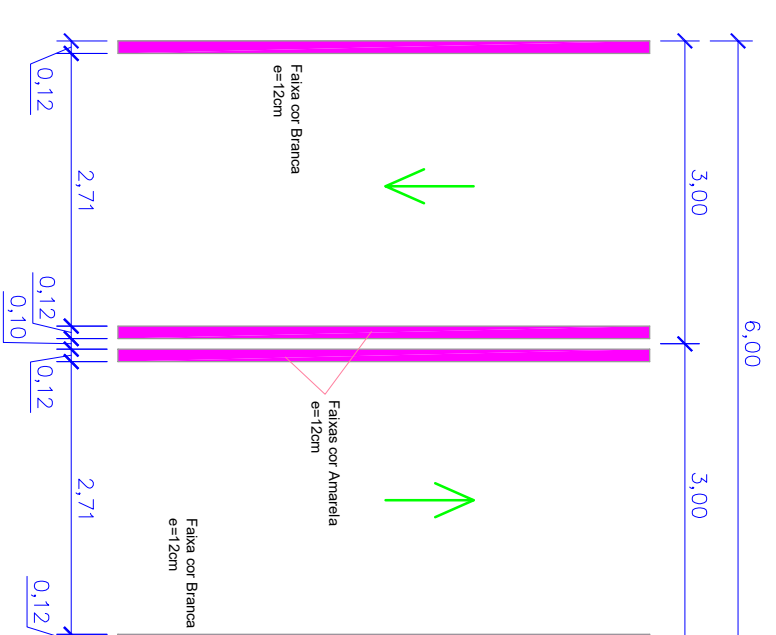 6,00
3,00
3,00
Faixa cor Branca
e=12cm
Faixas cor Amarela
e=12cm
Faixa cor Branca
e=12cm
0,12
2,71
0,12
0,10
0,12
2,71
0,12